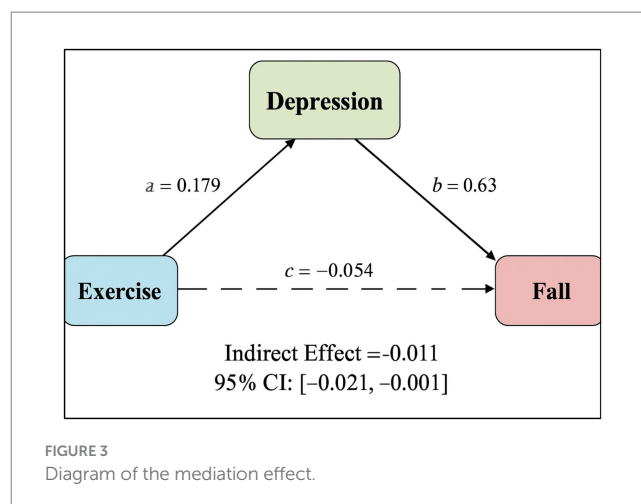 Depression
a = 0.179
b = 0.63
c = −0.054
Exercise
Fall
Indirect Effect =-0.011
95% CI: [−0.021, −0.001]
FIGURE 3
Diagram of the mediation effect.